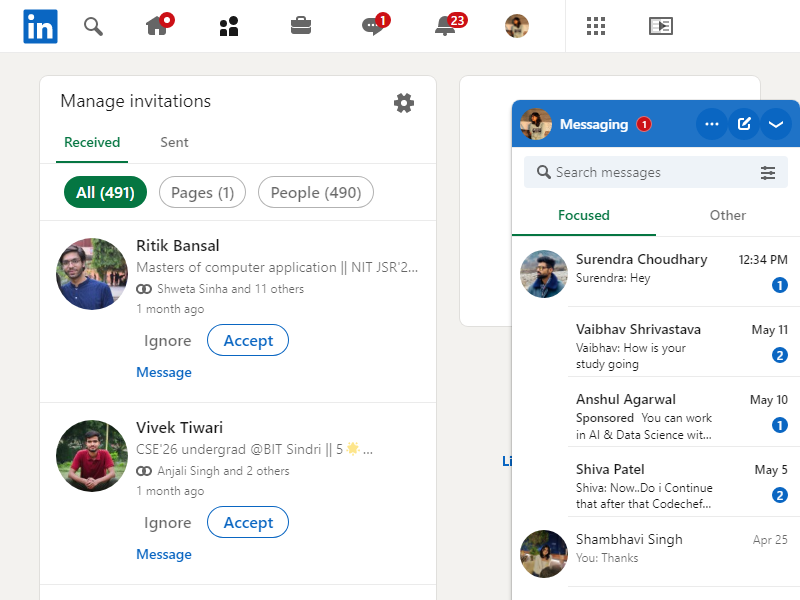 in
1
23
Manage invitations
Received
Sent
All (491)
Pages (1)
People (490)
Ritik Bansal
Masters of computer application || NIT JSR'2...
Shweta Sinha and 11 others
1 month ago
Ignore
Accept
Message
Vivek Tiwari
CSE'26 undergrad @BIT Sindri || 5🌟...
Anjali Singh and 2 others
1 month ago
Ignore
Accept
Message
Li
Messaging 1
Search messages
Focused
Other
Surendra Choudhary 12:34 PM
Surendra: Hey
1
Vaibhav Shrivastava May 11
Vaibhav: How is your
study going
2
Anshul Agarwal May 10
Sponsored You can work
in AI & Data Science wit...
1
Shiva Patel May 5
Shiva: Now..Do i Continue
that after that Codechef...
2
Shambhavi Singh Apr 25
You: Thanks